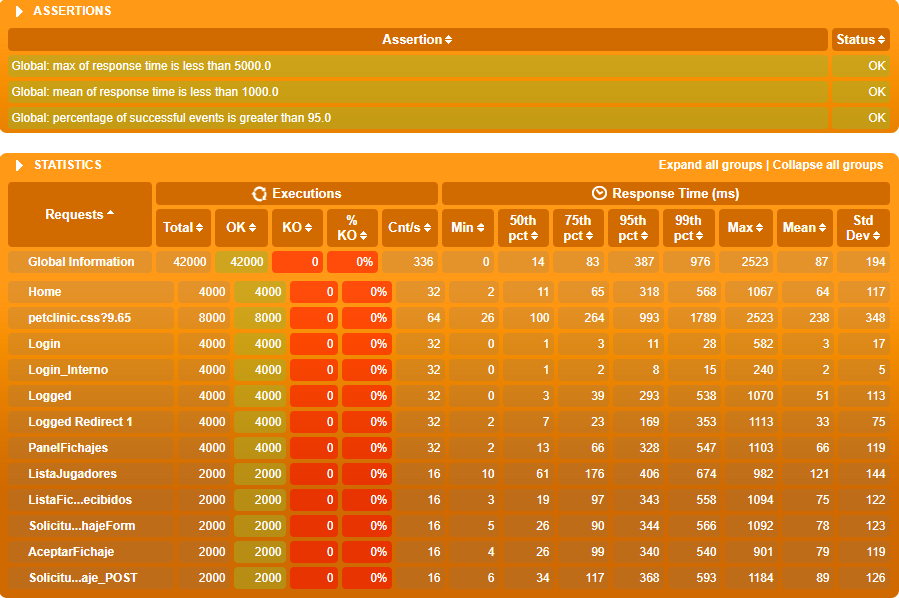 ASSERTIONS
Assertion Status
Global: max of response time is less than 5000.0 OK
Global: mean of response time is less than 1000.0 OK
Global: percentage of successful events is greater than 95.0 OK
STATISTICS Expand all groups | Collapse all groups
Requests Executions Response Time (ms)
Total OK KO % KO Cnt/s Min 50th pct 75th pct 95th pct 99th pct Max Mean Std Dev
Global Information 42000 42000 0 0% 336 0 14 83 387 976 2523 87 194
Home 4000 4000 0 0% 32 2 11 65 318 568 1067 64 117
petclinic.css?9.65 8000 8000 0 0% 64 26 100 264 993 1789 2523 238 348
Login 4000 4000 0 0% 32 0 1 3 11 28 582 3 17
Login_Interno 4000 4000 0 0% 32 0 1 2 8 15 240 2 5
Logged 4000 4000 0 0% 32 0 3 39 293 538 1070 51 113
Logged Redirect 1 4000 4000 0 0% 32 2 7 23 169 353 1113 33 75
PanelFichajes 4000 4000 0 0% 32 2 13 66 328 547 1103 66 119
ListaJugadores 2000 2000 0 0% 16 10 61 176 406 674 982 121 144
ListaFic...ecibidos 2000 2000 0 0% 16 3 19 97 343 558 1094 75 122
Solicitu...hajeForm 2000 2000 0 0% 16 5 26 90 344 566 1092 78 123
AceptarFichaje 2000 2000 0 0% 16 4 26 99 340 540 901 79 119
Solicitu...aje_POST 2000 2000 0 0% 16 6 34 117 368 593 1184 89 126